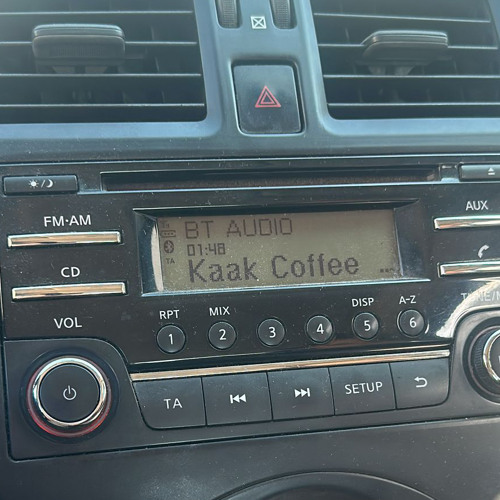 FM·AM
CD
VOL
BT AUDIO
01:48
TA
Kaak Coffee ...
AUX
RPT
MIX
DISP
A-Z
1
2
3
4
5
6
TA
SETUP